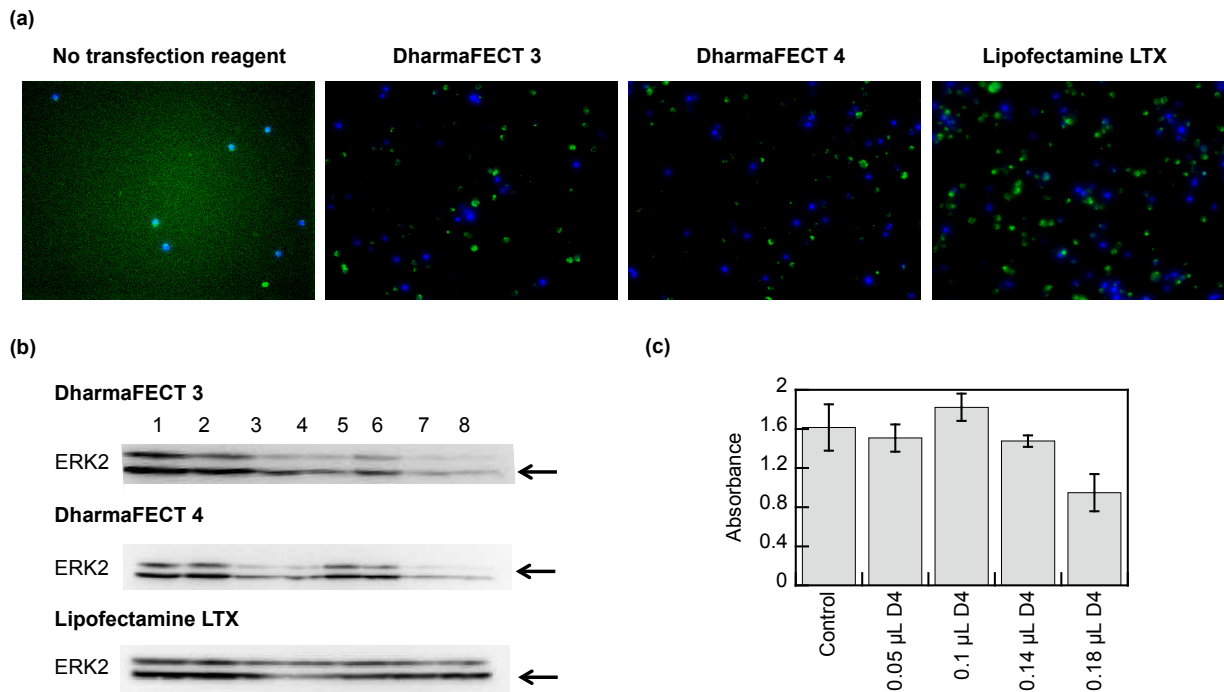 (a)
No transfection reagent
DharmaFECT 3
DharmaFECT 4
Lipofectamine LTX
(b)
DharmaFECT 3
1 2 3 4 5 6 7 8
ERK2
DharmaFECT 4
ERK2
Lipofectamine LTX
ERK2
(c)
Absorbance
2
1.6
1.2
0.8
0.4
0
Control
0.05 µL D4
0.1 µL D4
0.14 µL D4
0.18 µL D4